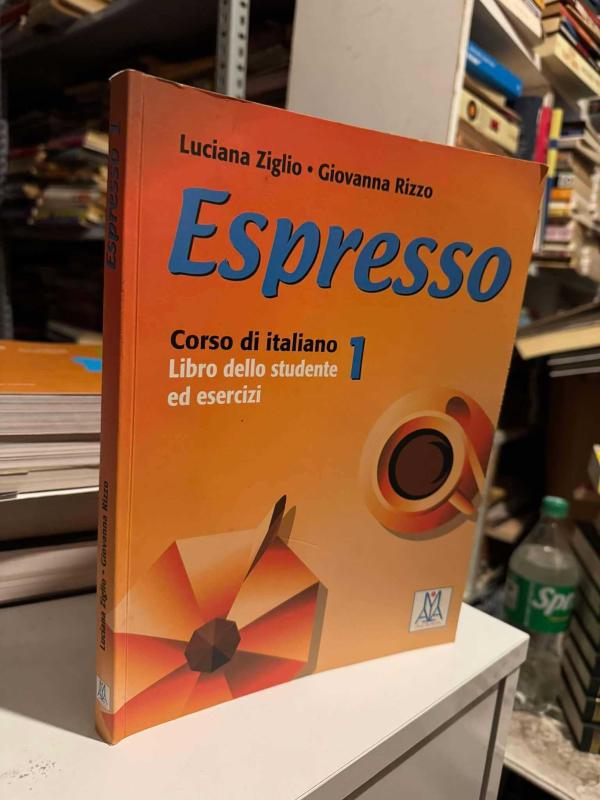 Luciana Ziglio • Giovanna Rizzo
Espresso
Corso di italiano 1
Libro dello studente
ed esercizi
Espresso 1
Luciana Ziglio - Giovanna Rizzo